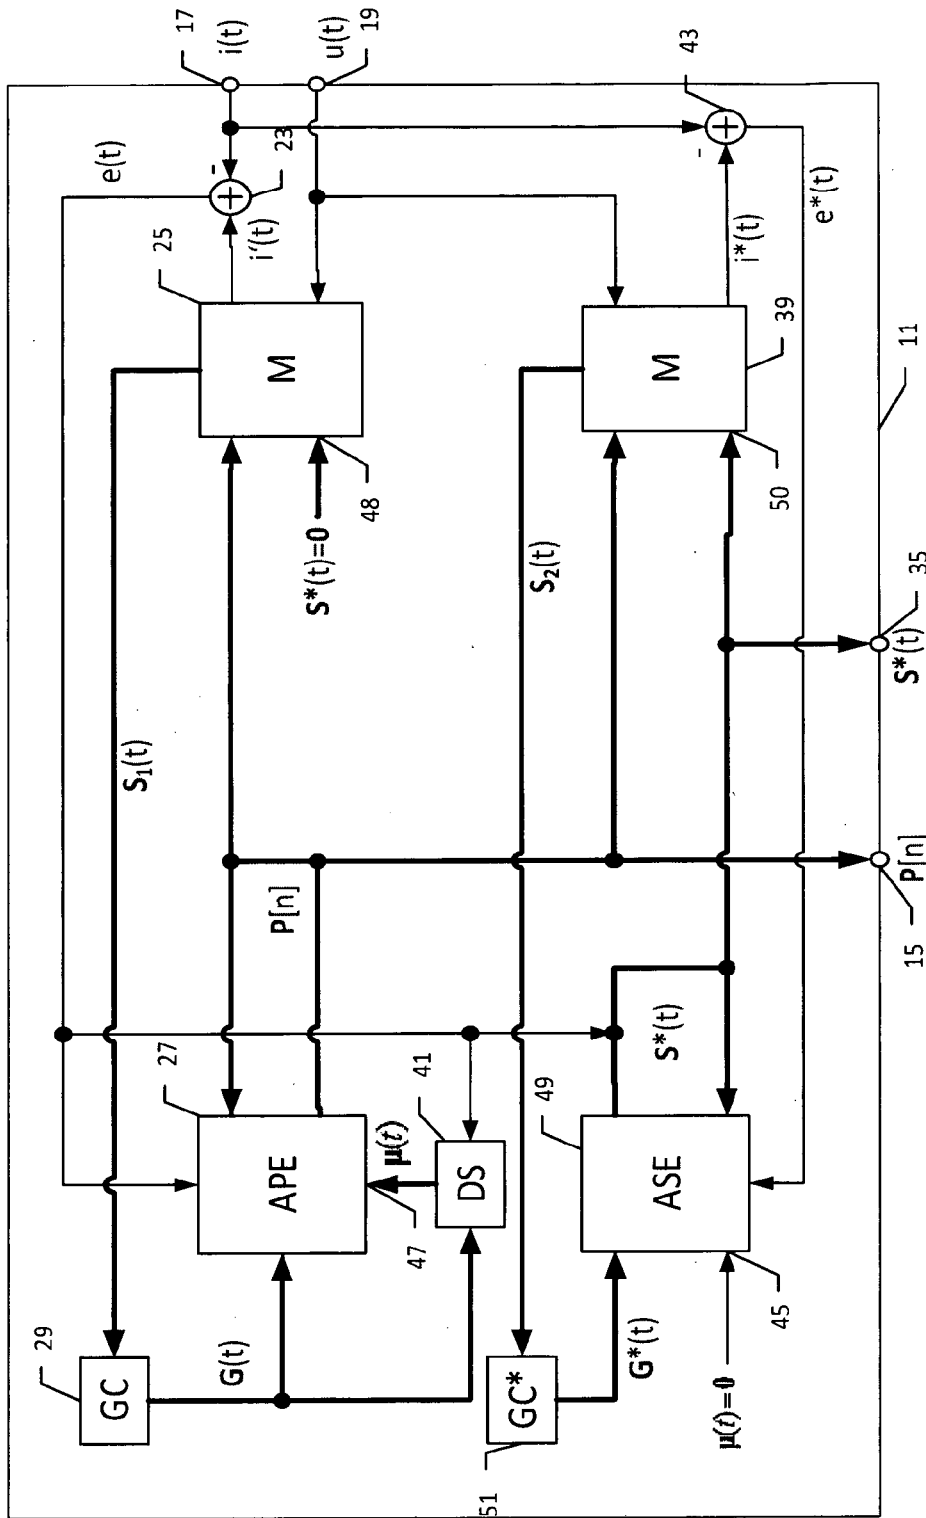 29
GC
G(t)
S₁(t)
e(t)
27
APE
P[n]
25
M
i'(t)
-
+
23
17
i(t)
u(t)
19
S*(t)=0
48
μ(t)
47
41
DS
GC*
51
G*(t)
S₂(t)
49
ASE
S*(t)
45
μ(t)=0
M
39
50
i*(t)
-
+
43
e*(t)
11
15
P[n]
35
S*(t)